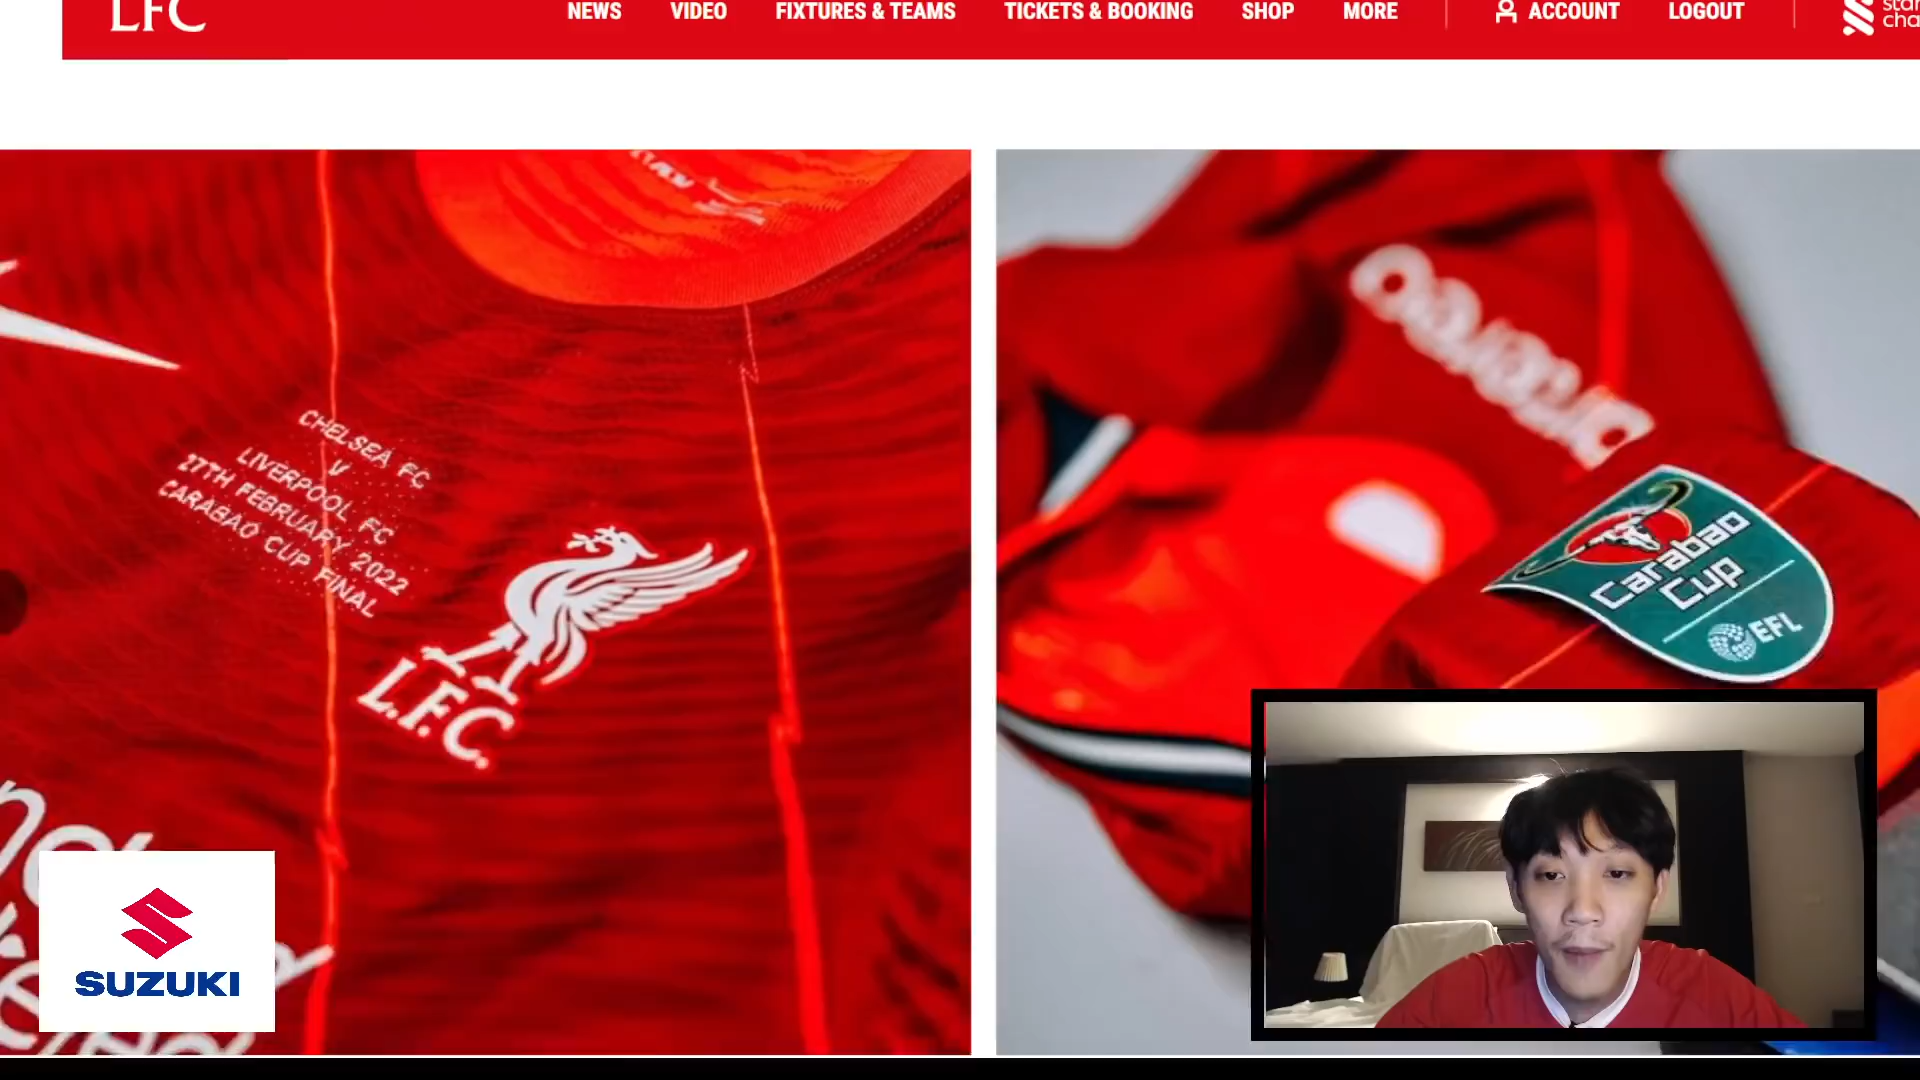 LFC
NEWS
VIDEO
FIXTURES & TEAMS
TICKETS & BOOKING
SHOP
MORE
ACCOUNT
LOGOUT
CHELSEA FC
V
LIVERPOOL FC
27TH FEBRUARY 2022
CARABAO CUP FINAL
L.F.C.
Carabao
Cup
EFL
SUZUKI